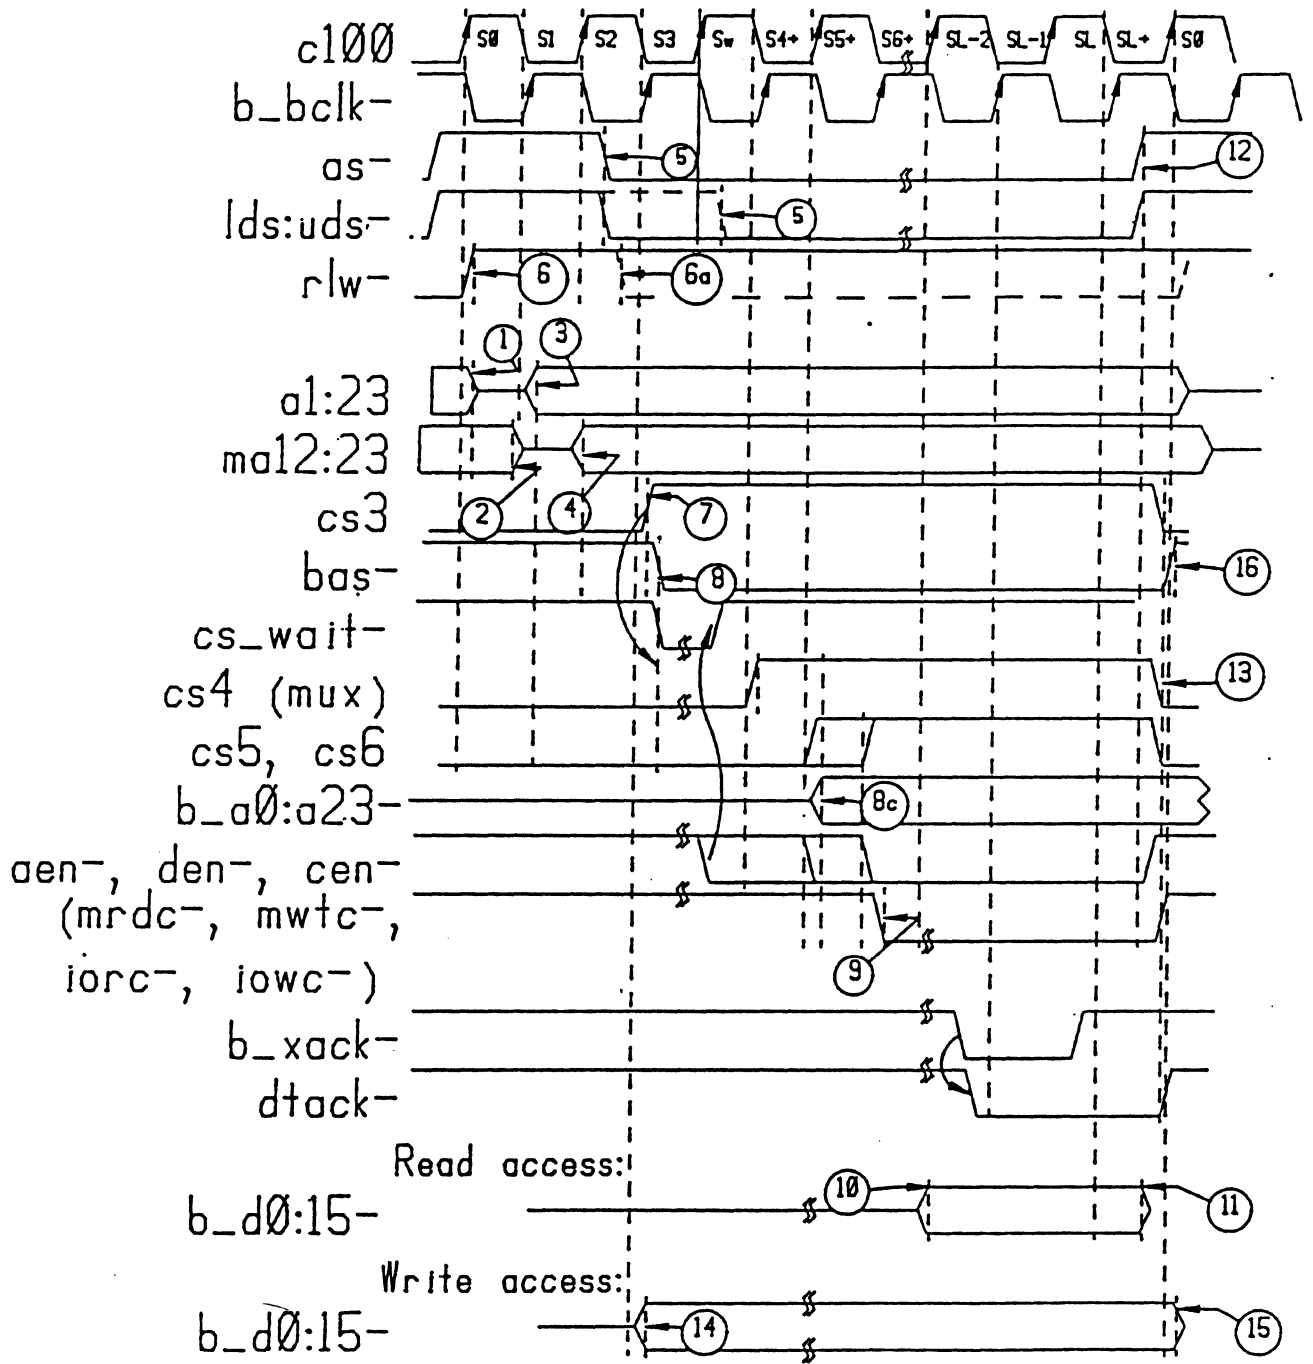 c100 S0 S1 S2 S3 Sw S4+ S5+ S6+ SL-2 SL-1 SL SL+ S0
b_bclk-
as- 5 12
lds:uds- 5
rlw- 6 6a
1 3
a1:23
ma12:23
2 4
cs3 7
bas- 8 16
cs_wait-
cs4 (mux) 13
cs5, cs6
b_a0:a23- 8c
aen-, den-, cen-
(mrdc-, mwtc-,
9
iorc-, iowc-)
b_xack-
dtack-
Read access:
10 11
b_d0:15-
Write access:
b_d0:15- 14 15